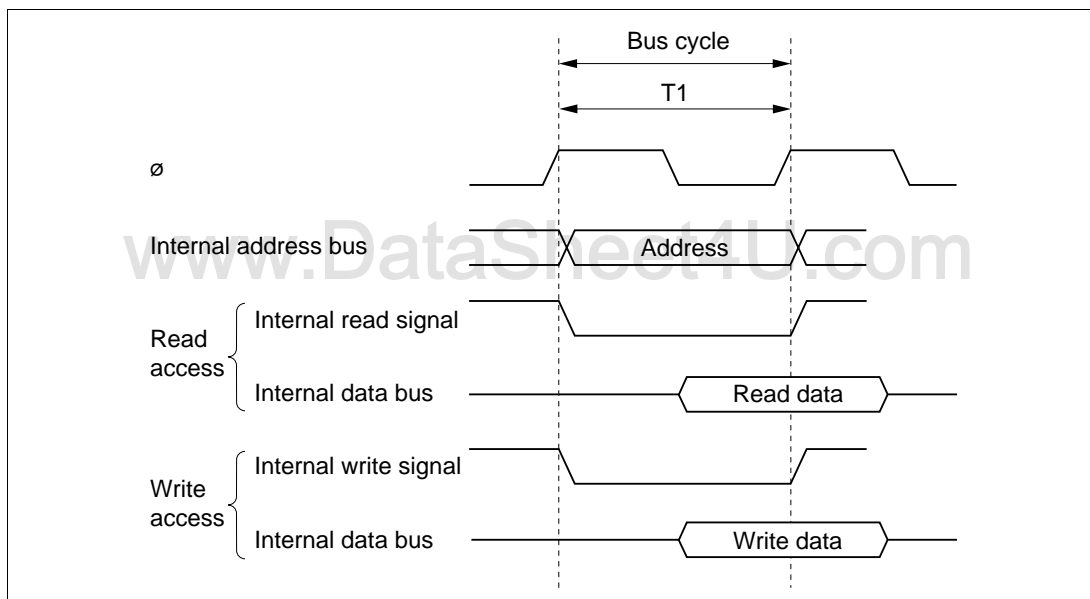 Bus cycle
T1
ø
Internal address bus
Address
www.DataSheet4U.com
Read
access
Internal read signal
Internal data bus
Read data
Write
access
Internal write signal
Internal data bus
Write data